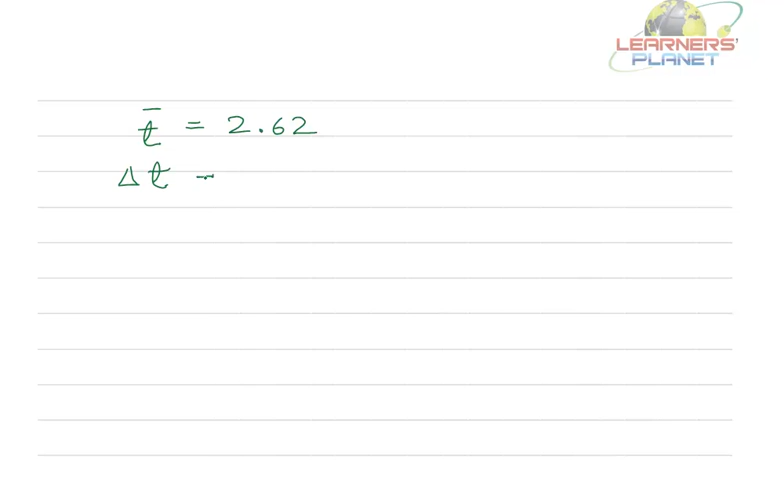 LEARNERS'
PLANET
t̄ = 2.62
Δt -